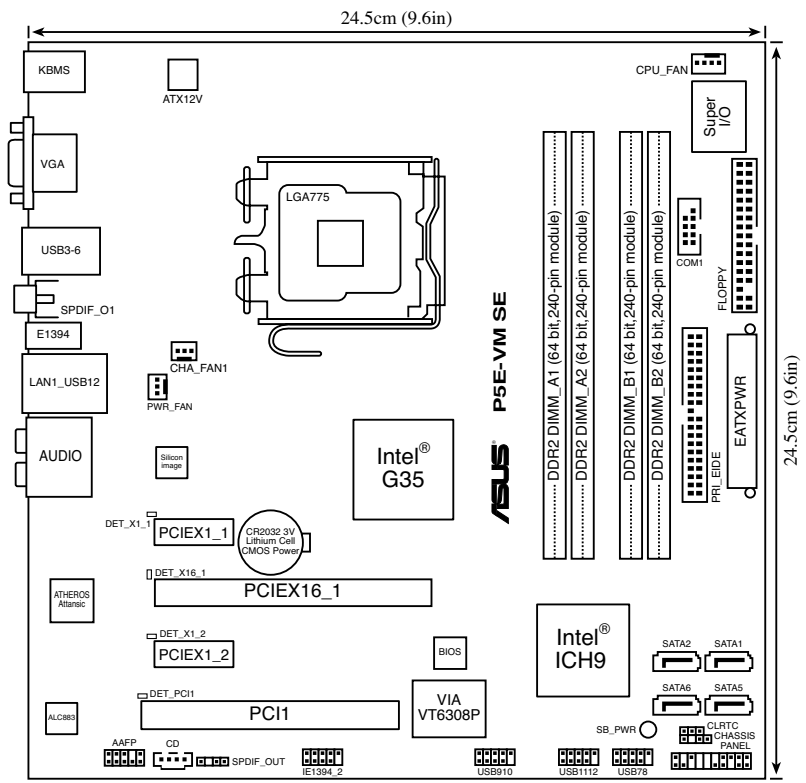 24.5cm (9.6in)
KBMS
ATX12V
CPU_FAN
Super
I/O
VGA
LGA775
USB3-6
COM1
FLOPPY
SPDIF_O1
E1394
CHA_FAN1
LAN1_USB12
PWR_FAN
DDR2 DIMM_A1 (64 bit,240-pin module)
DDR2 DIMM_A2 (64 bit,240-pin module)
DDR2 DIMM_B1 (64 bit,240-pin module)
DDR2 DIMM_B2 (64 bit,240-pin module)
P5E-VM SE
ASUS®
EATXPWR
24.5cm (9.6in)
PRI_EIDE
AUDIO
Silicon
image
Intel®
G35
DET_X1_1
PCIEX1_1
CR2032 3V
Lithium Cell
CMOS Power
DET_X16_1
PCIEX16_1
ATHEROS
Attansic
DET_X1_2
PCIEX1_2
BIOS
Intel®
ICH9
SATA2
SATA1
SATA6
SATA5
DET_PCI1
PCI1
VIA
VT6308P
ALC883
SB_PWR
CLRTC
CHASSIS
PANEL
AAFP
CD
SPDIF_OUT
IE1394_2
USB910
USB1112
USB78